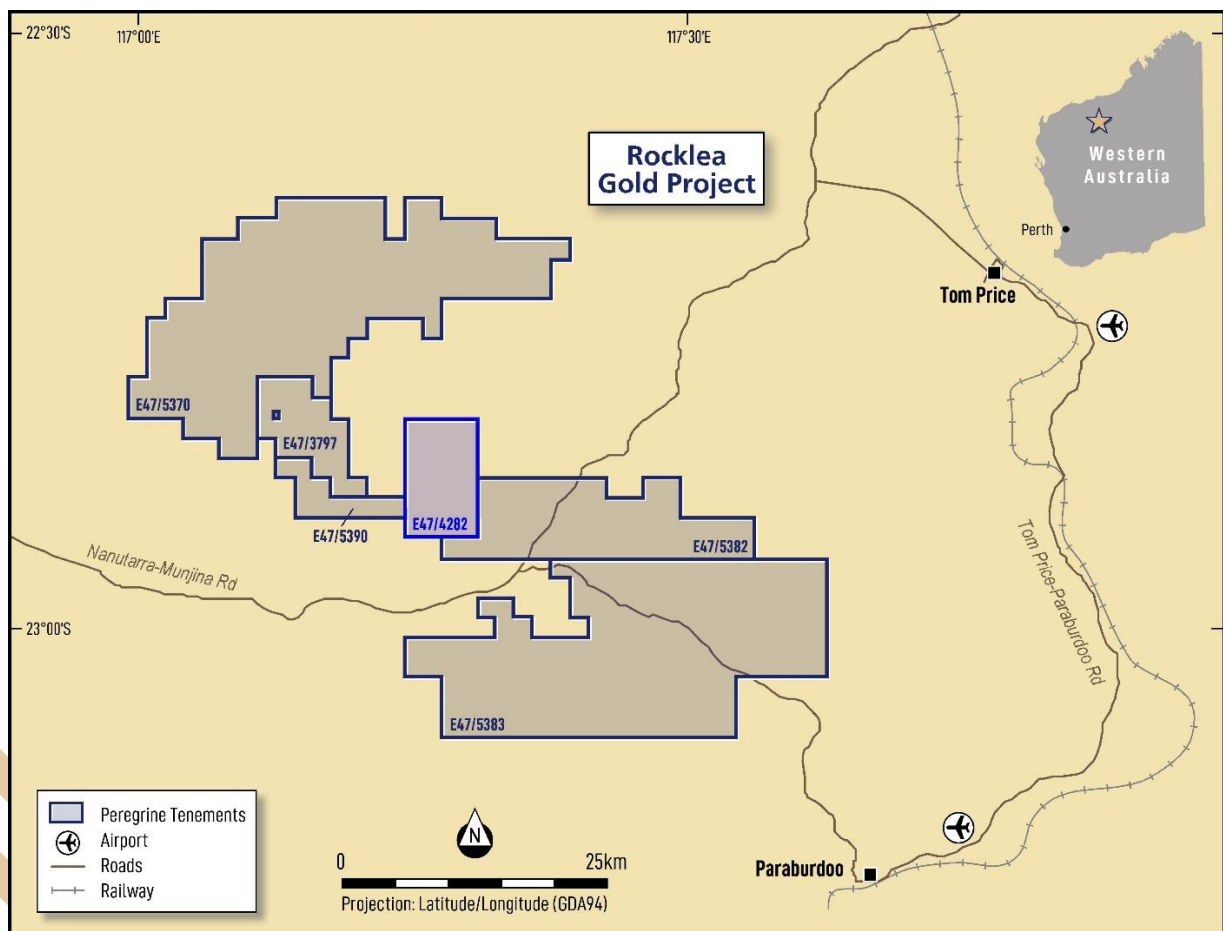 22°30'S
117°00'E
117°30'E
Rocklea
Gold Project
Western
Australia
Perth
Tom Price
E47/5370
E47/3797
E47/4282
E47/5390
E47/5382
Nanutarra-Munjina Rd
Tom Price-Paraburdoo Rd
23°00'S
E47/5383
Peregrine Tenements
Airport
Roads
Railway
N
0 25km
Projection: Latitude/Longitude (GDA94)
Paraburdoo